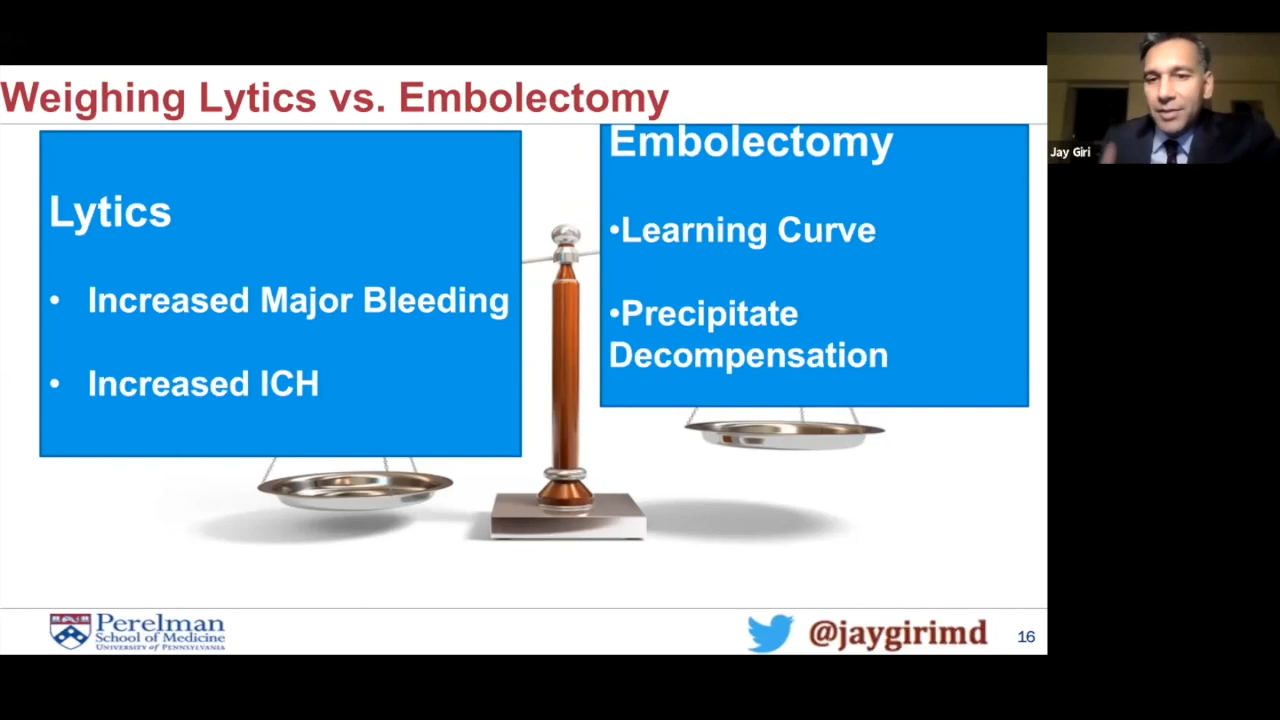 Weighing Lytics vs. Embolectomy
Lytics
• Increased Major Bleeding
• Increased ICH
Embolectomy
•Learning Curve
•Precipitate
Decompensation
Jay Giri
Perelman
School of Medicine
University of Pennsylvania
@jaygirimd
16